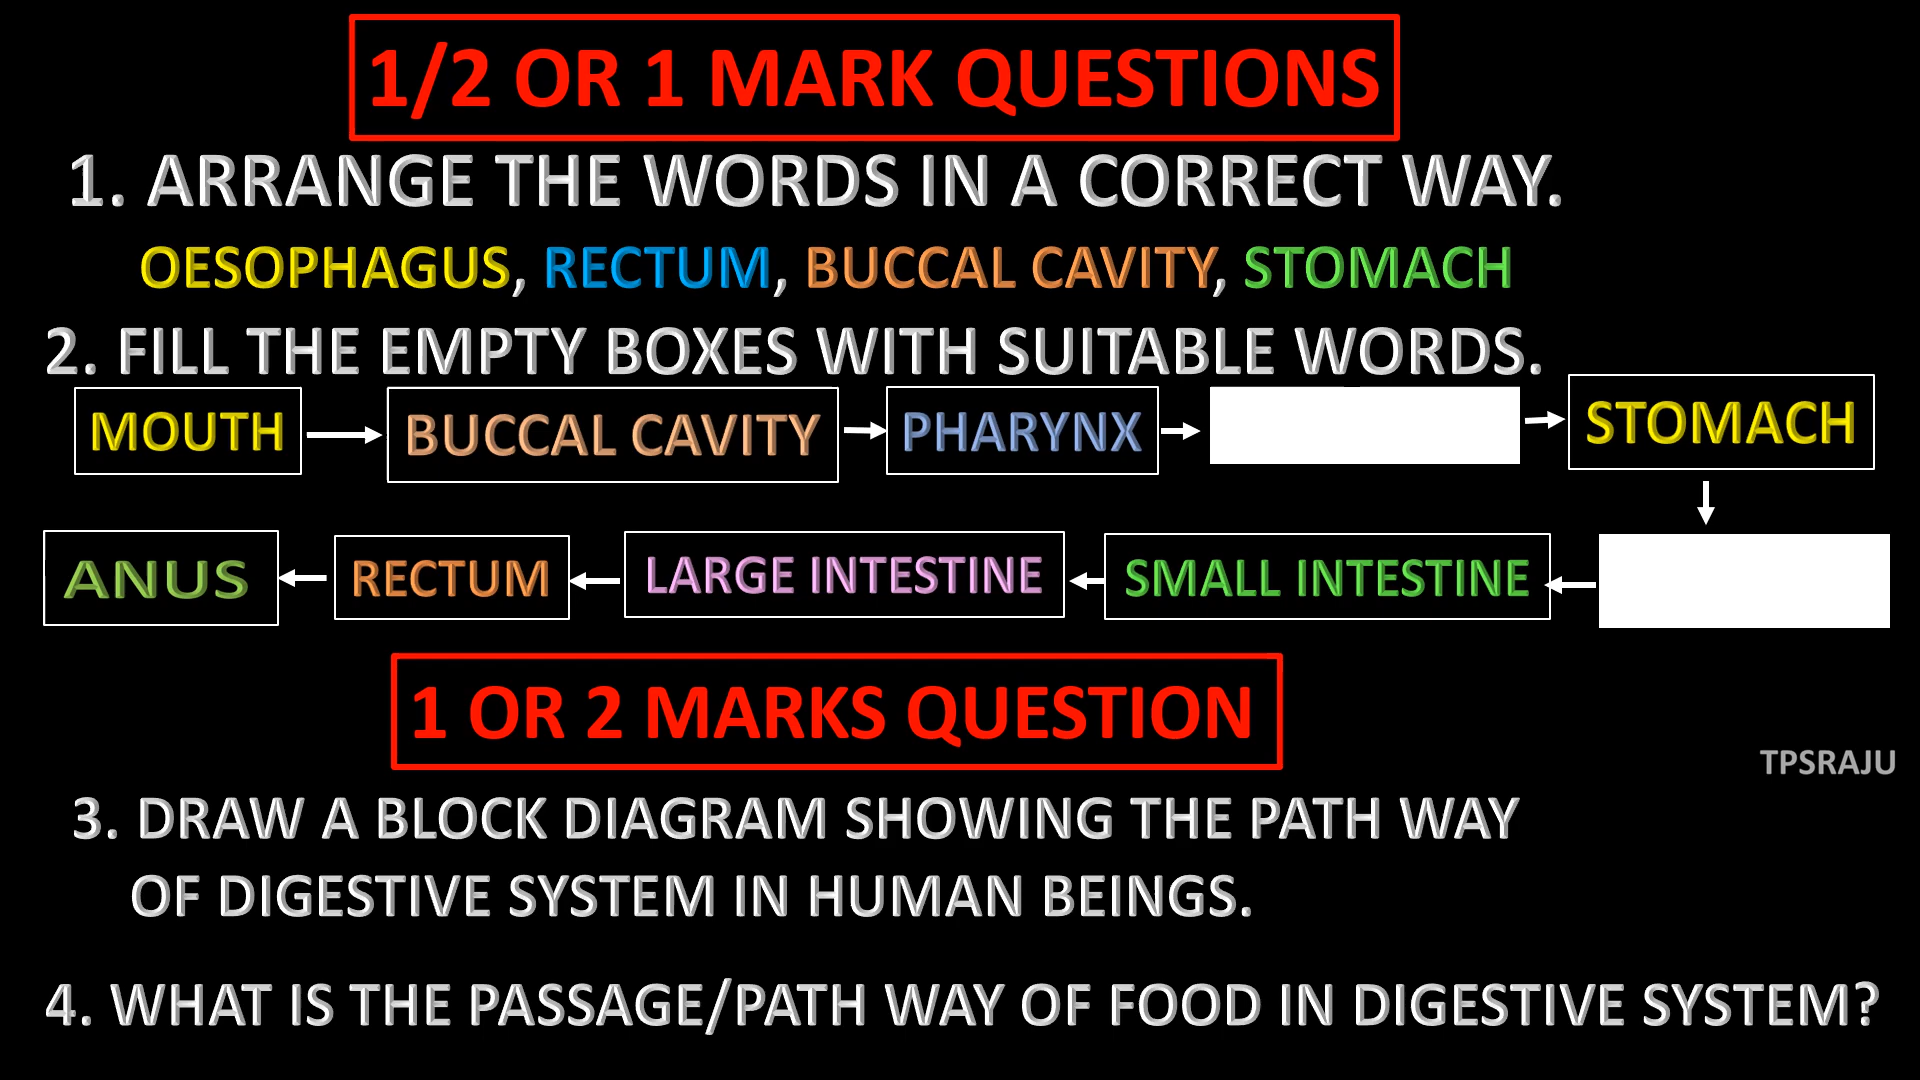 1/2 OR 1 MARK QUESTIONS
1. ARRANGE THE WORDS IN A CORRECT WAY.
OESOPHAGUS, RECTUM, BUCCAL CAVITY, STOMACH
2. FILL THE EMPTY BOXES WITH SUITABLE WORDS.
MOUTH BUCCAL CAVITY PHARYNX STOMACH
ANUS RECTUM LARGE INTESTINE SMALL INTESTINE
1 OR 2 MARKS QUESTION
TPSRAJU
3. DRAW A BLOCK DIAGRAM SHOWING THE PATH WAY
OF DIGESTIVE SYSTEM IN HUMAN BEINGS.
4. WHAT IS THE PASSAGE/PATH WAY OF FOOD IN DIGESTIVE SYSTEM?